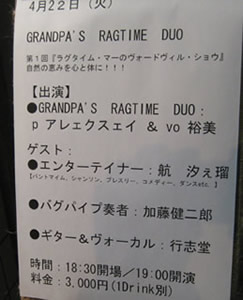 4月22日（火）
GRANDPA'S RAGTIME DUO
第１回『ラグタイム・マーのヴォードヴィル・ショウ』
自然の恵みを心と体に！！！
【出演】
●GRANDPA'S RAGTIME DUO：
p アレェクスェイ ＆ vo 裕美
ゲスト：
●エンターテイナー：航 汐ぇ瑠
【パントマイム、シャンソン、プレスリー、コメディー、ダンスetc. 】
●バグパイプ奏者：加藤健二郎
●ギター＆ヴォーカル：行志堂
時間：18:30開場／19:00開演
料金：3,000円(1Drink別)